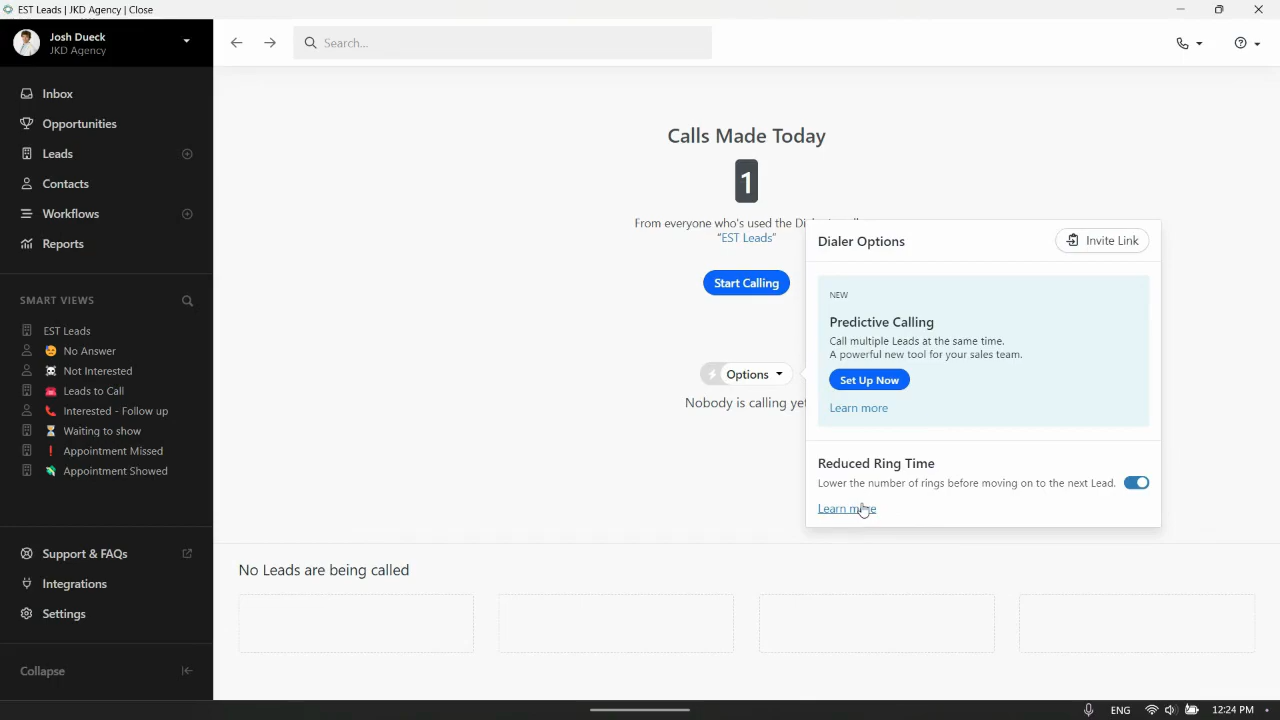 EST Leads | JKD Agency | Close
Josh Dueck
JKD Agency
Search...
Inbox
Opportunities
Leads
Contacts
Workflows
Reports
SMART VIEWS
EST Leads
No Answer
Not Interested
Leads to Call
Interested - Follow up
Waiting to show
Appointment Missed
Appointment Showed
Support & FAQs
Integrations
Settings
Collapse
Calls Made Today
1
From everyone who's used the
"EST Leads"
Start Calling
Options
Nobody is calling yet
Dialer Options
Invite Link
NEW
Predictive Calling
Call multiple Leads at the same time.
A powerful new tool for your sales team.
Set Up Now
Learn more
Reduced Ring Time
Lower the number of rings before moving on to the next Lead.
Learn more
No Leads are being called
ENG
12:24 PM